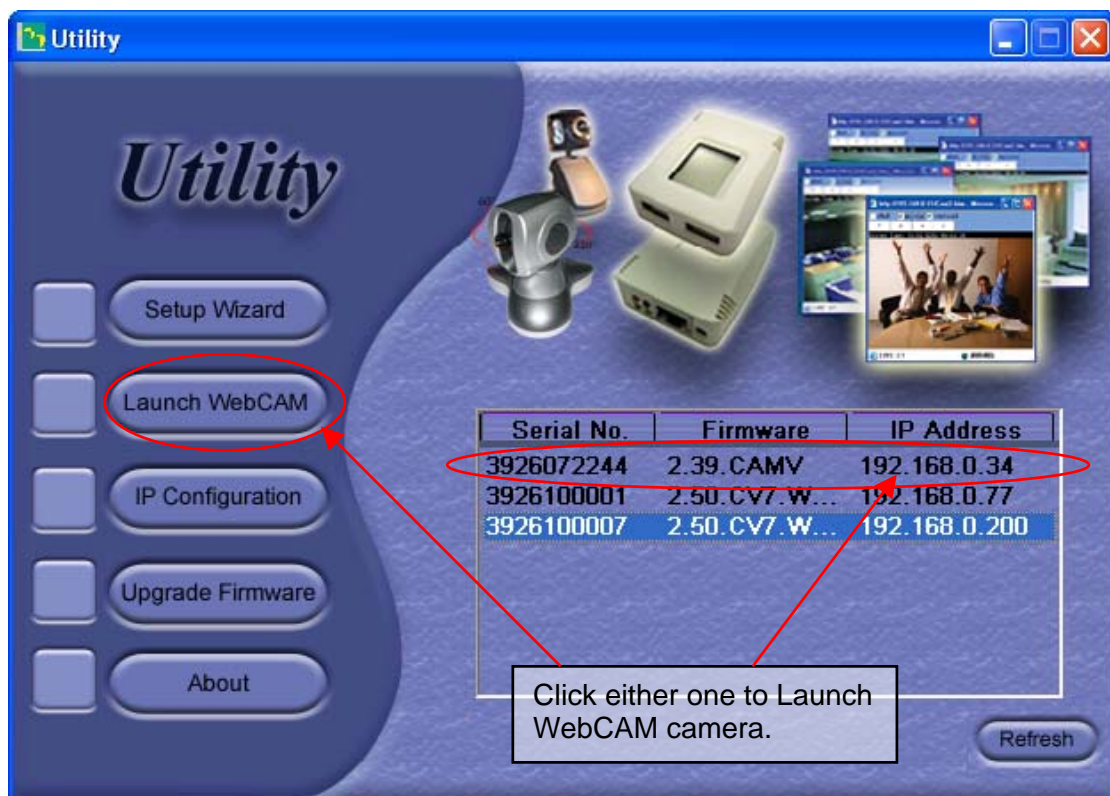 Utility
Utility
Setup Wizard
Launch WebCAM
IP Configuration
Upgrade Firmware
About
Serial No. Firmware IP Address
3926072244 2.39.CAMV 192.168.0.34
3926100001 2.50.CV7.W... 192.168.0.77
3926100007 2.50.CV7.W... 192.168.0.200
Click either one to Launch
WebCAM camera.
Refresh